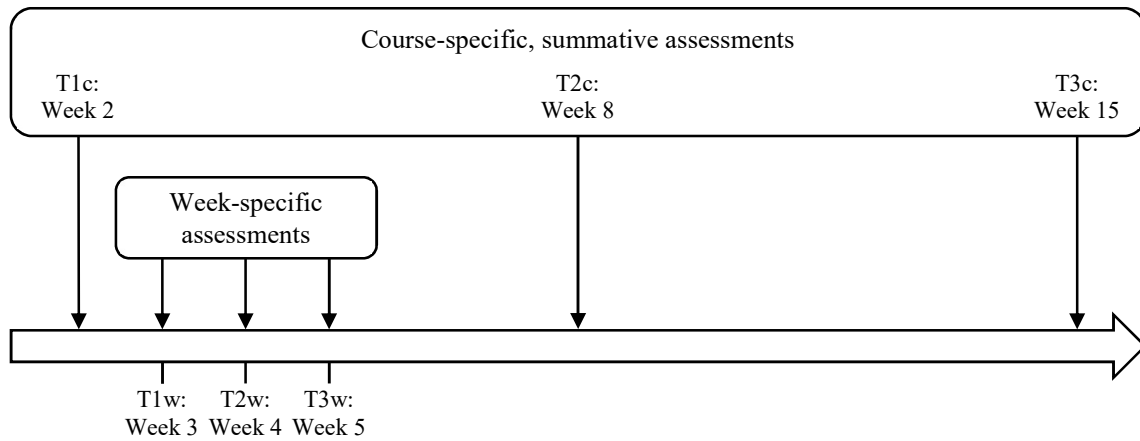 Course-specific, summative assessments
T1c:
Week 2
T2c:
Week 8
T3c:
Week 15
Week-specific
assessments
T1w:
Week 3
T2w:
Week 4
T3w:
Week 5